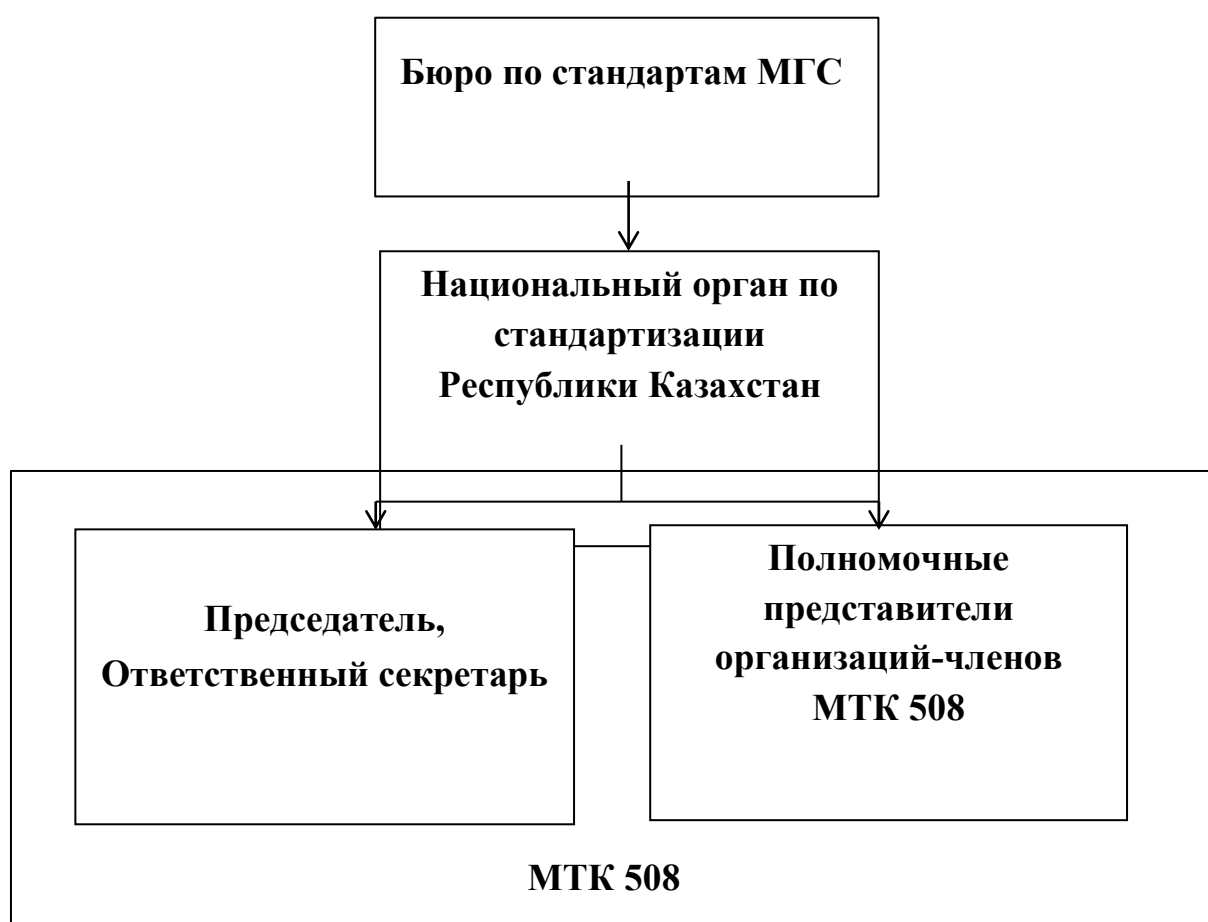 Бюро по стандартам МГС
Национальный орган по
стандартизации
Республики Казахстан
Председатель,
Ответственный секретарь
Полномочные
представители
организаций-членов
МТК 508
МТК 508